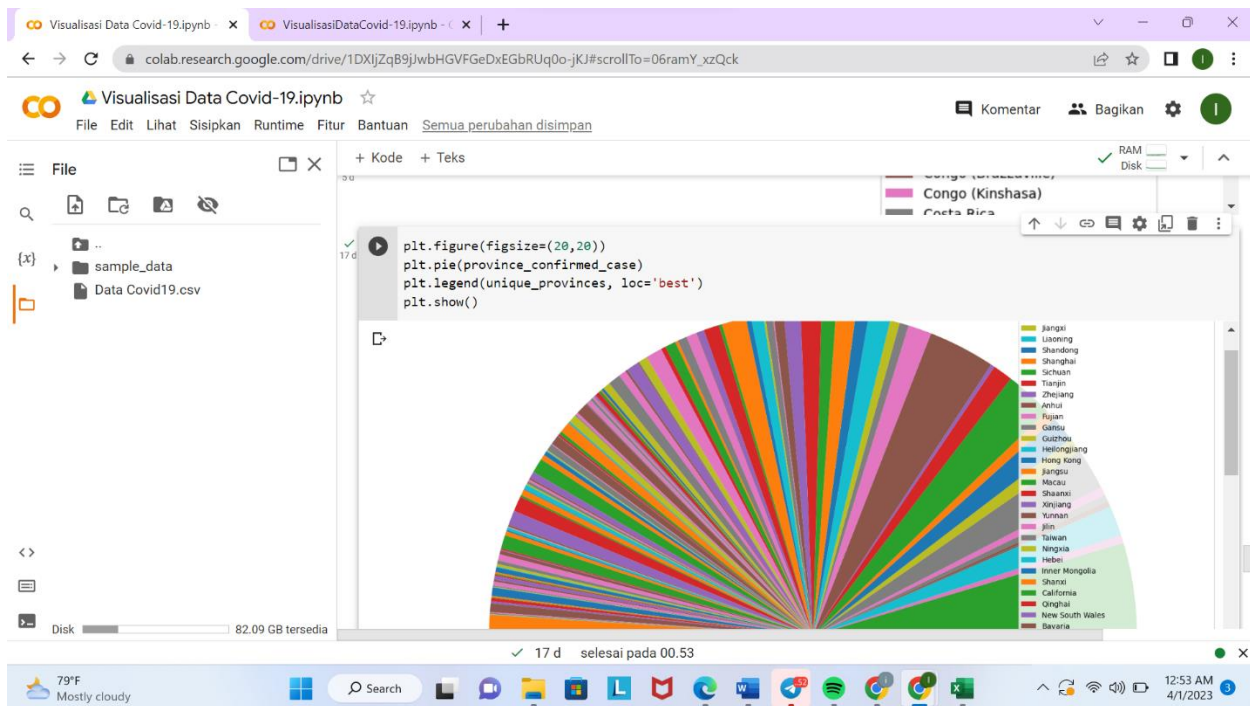 Visualisasi Data Covid-19.ipynb -
VisualisasiDataCovid-19.ipynb - C
colab.research.google.com/drive/1DXIjZqB9jJwbHGVFGeDxEGbRUq0o-jKJ#scrollTo=06ramY_xzQck
I
CO
Visualisasi Data Covid-19.ipynb
File Edit Lihat Sisipkan Runtime Fitur Bantuan Semua perubahan disimpan
Komentar
Bagikan
I
File
+ Kode + Teks
RAM
Disk
..
sample_data
Data Covid19.csv
{x}
Congo (Brazzaville)
Congo (Kinshasa)
Costa Rica
17 d
plt.figure(figsize=(20,20))
plt.pie(province_confirmed_case)
plt.legend(unique_provinces, loc='best')
plt.show()
Jiangxi
Liaoning
Shandong
Shanghai
Sichuan
Tianjin
Zhejiang
Anhui
Fujian
Gansu
Guizhou
Heilongjiang
Hong Kong
Jiangsu
Macau
Shaanxi
Xinjiang
Yunnan
Jilin
Taiwan
Ningxia
Hebei
Inner Mongolia
Shanxi
California
Qinghai
New South Wales
Bavaria
Disk
82.09 GB tersedia
17 d selesai pada 00.53
79°F
Mostly cloudy
Search
L
52
12:53 AM
4/1/2023
3